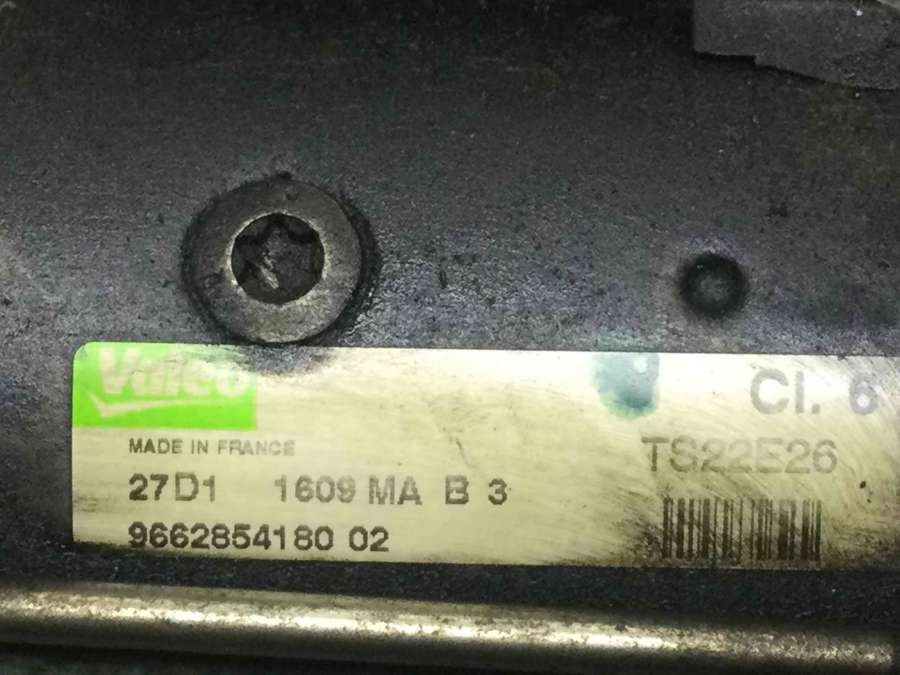 Valeo
Cl. 6
MADE IN FRANCE
TS22E26
27D1 1609 MA B 3
9662854180 02